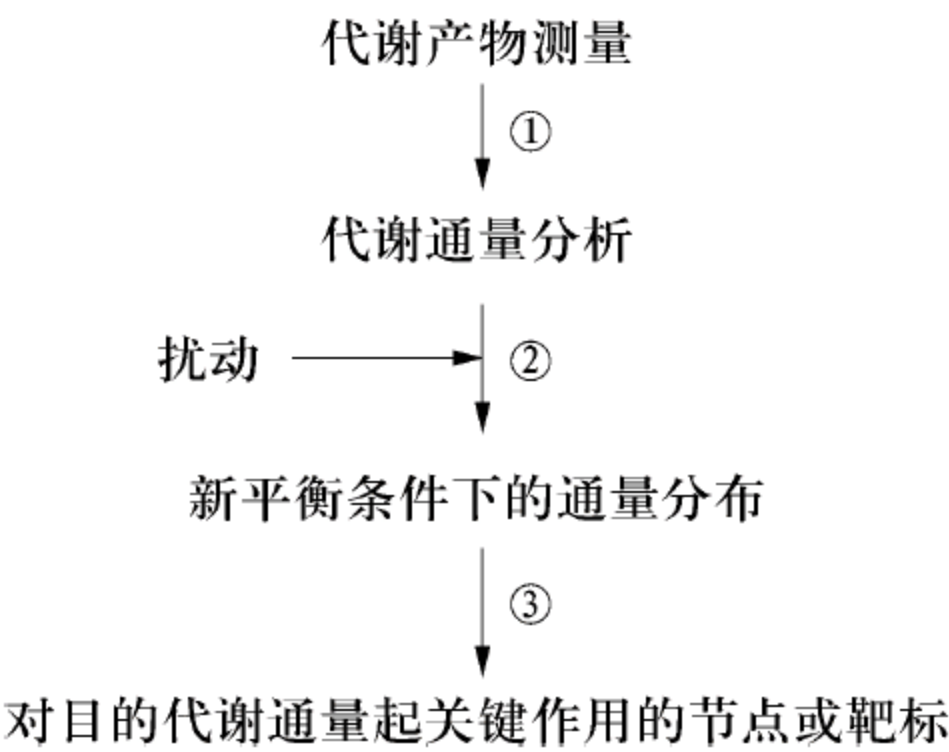 代谢产物测量
①
代谢通量分析
扰动
②
新平衡条件下的通量分布
③
对目的代谢通量起关键作用的节点或靶标